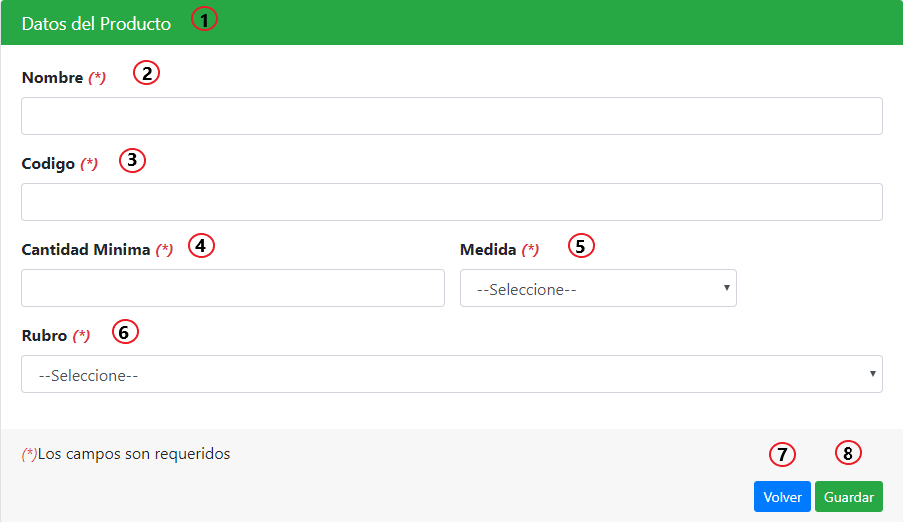 Datos del Producto 1
Nombre (*) 2
Codigo (*) 3
Cantidad Minima (*) 4 Medida (*) 5
--Seleccione--
Rubro (*) 6
--Seleccione--
(*)Los campos son requeridos
7 8
Volver Guardar